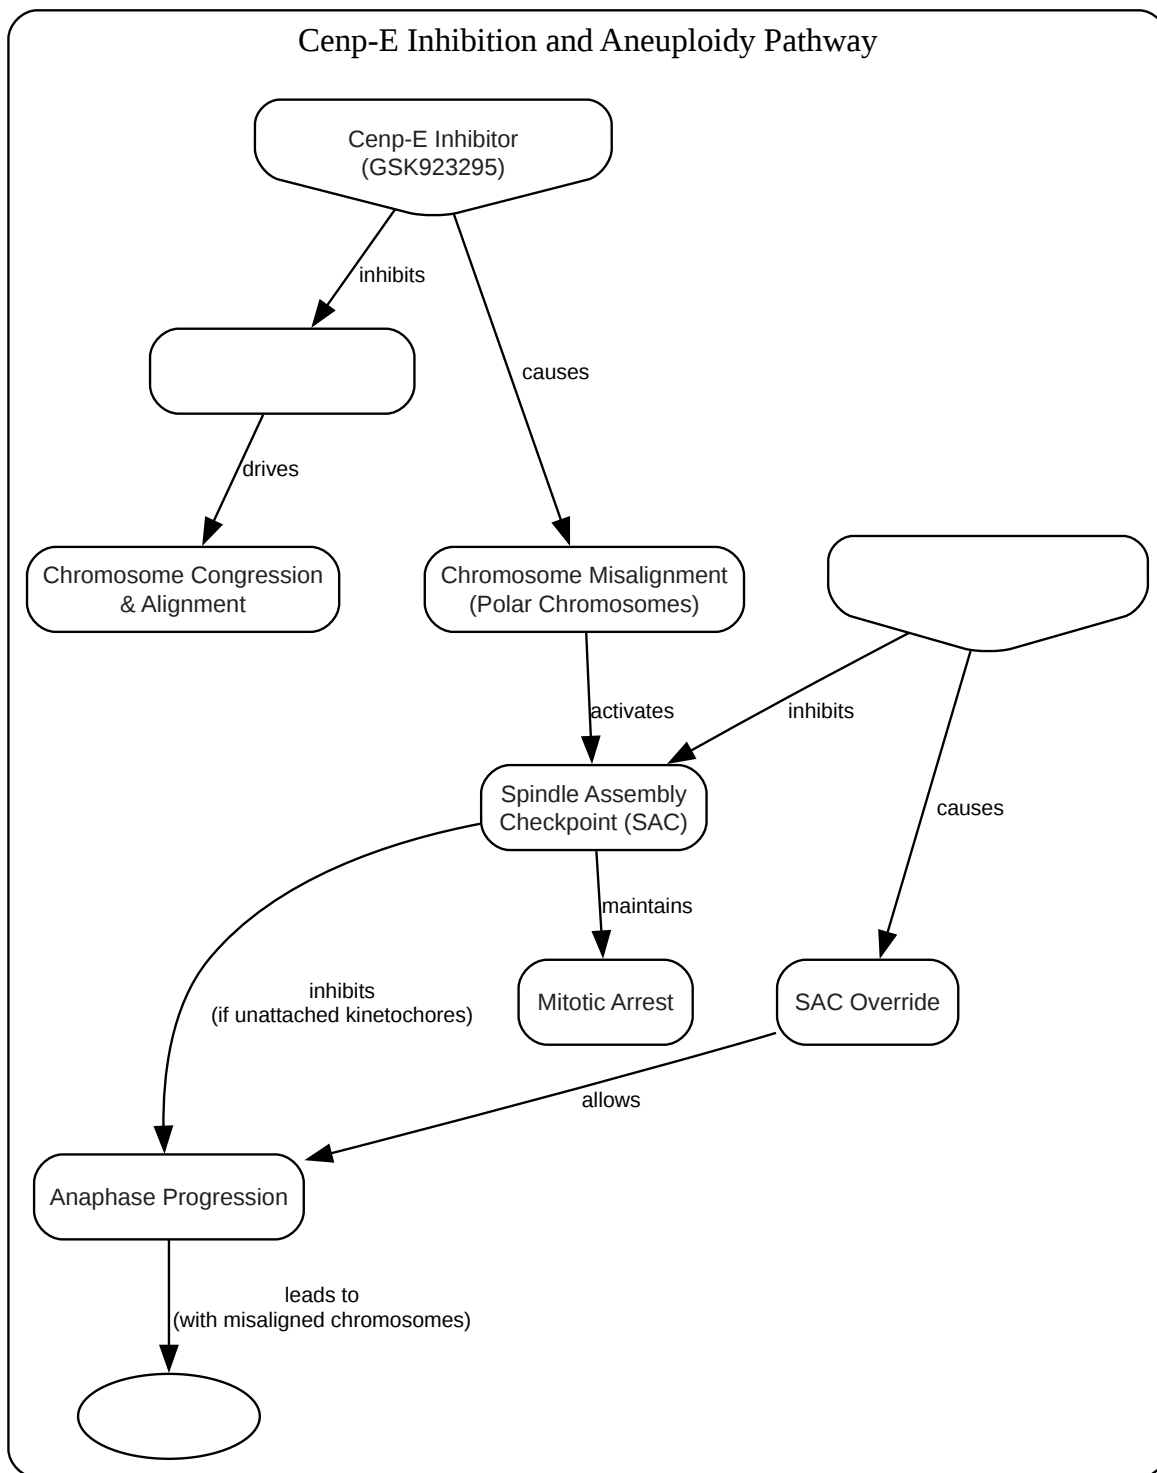 Cenp-E Inhibition and Aneuploidy Pathway
Cenp-E Inhibitor
(GSK923295)
inhibits
causes
drives
Chromosome Congression
& Alignment
Chromosome Misalignment
(Polar Chromosomes)
activates
inhibits
Spindle Assembly
Checkpoint (SAC)
causes
maintains
inhibits
(if unattached kinetochores)
Mitotic Arrest
SAC Override
allows
Anaphase Progression
leads to
(with misaligned chromosomes)